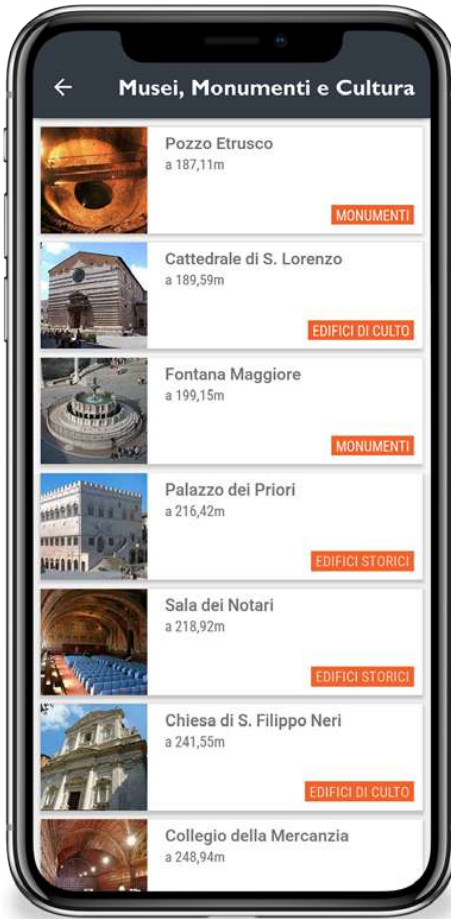 Musei, Monumenti e Cultura
Pozzo Etrusco
a 187,11m
MONUMENTI
Cattedrale di S. Lorenzo
a 189,59m
EDIFICI DI CULTO
Fontana Maggiore
a 199,15m
MONUMENTI
Palazzo dei Priori
a 216,42m
EDIFICI STORICI
Sala dei Notari
a 218,92m
EDIFICI STORICI
Chiesa di S. Filippo Neri
a 241,55m
EDIFICI DI CULTO
Collegio della Mercanzia
a 248,94m